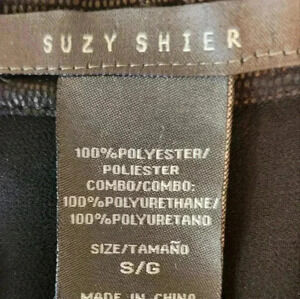 SUZY SHIER
100%POLYESTER/
POLIESTER
COMBO/COMBO:
100%POLYURETHANE/
100%POLYURETANO
SIZE/TAMAÑO
S/G
MADE IN CHINA